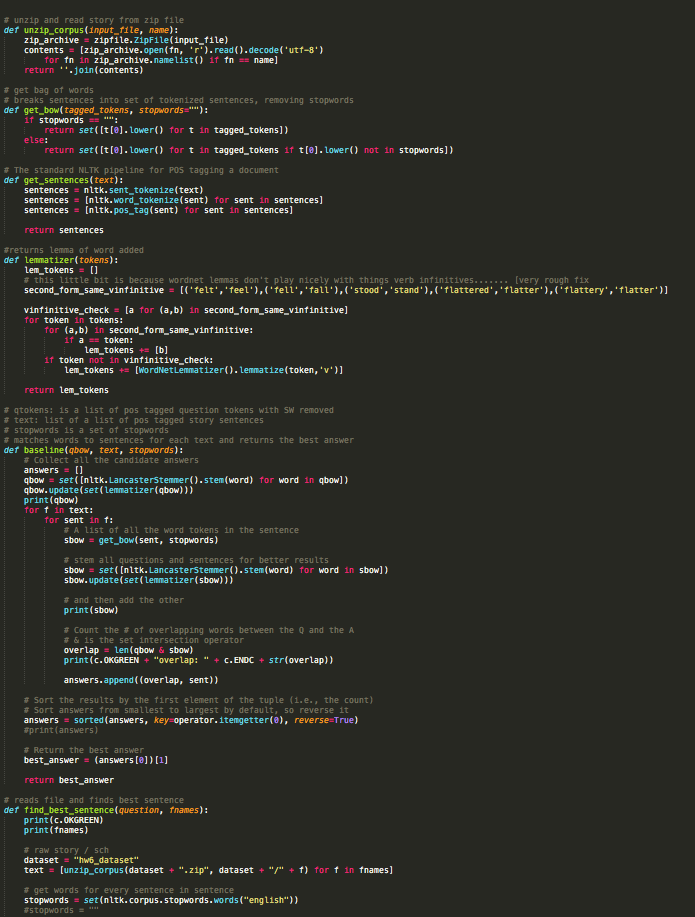 # unzip and read story from zip file
def unzip_corpus(input_file, name):
    zip_archive = zipfile.ZipFile(input_file)
    contents = [zip_archive.open(fn, 'r').read().decode('utf-8')
        for fn in zip_archive.namelist() if fn == name]
    return ''.join(contents)

# get bag of words
# breaks sentences into set of tokenized sentences, removing stopwords
def get_bow(tagged_tokens, stopwords=""):
    if stopwords == "":
        return set([t[0].lower() for t in tagged_tokens])
    else:
        return set([t[0].lower() for t in tagged_tokens if t[0].lower() not in stopwords])

# The standard NLTK pipeline for POS tagging a document
def get_sentences(text):
    sentences = nltk.sent_tokenize(text)
    sentences = [nltk.word_tokenize(sent) for sent in sentences]
    sentences = [nltk.pos_tag(sent) for sent in sentences]

    return sentences

#returns lemma of word added
def lemmatizer(tokens):
    lem_tokens = []
    # this little bit is because wordnet lemmas don't play nicely with things verb infinitives....... [very rough fix
    second_form_same_vinfinitive = [('felt','feel'),('fell','fall'),('stood','stand'),('flattered','flatter'),('flattery','flatter')]

    vinfinitive_check = [a for (a,b) in second_form_same_vinfinitive]
    for token in tokens:
        for (a,b) in second_form_same_vinfinitive:
            if a == token:
                lem_tokens += [b]
        if token not in vinfinitive_check:
            lem_tokens += [WordNetLemmatizer().lemmatize(token,'v')]

    return lem_tokens

# qtokens: is a list of pos tagged question tokens with SW removed
# text: list of a list of pos tagged story sentences
# stopwords is a set of stopwords
# matches words to sentences for each text and returns the best answer
def baseline(qbow, text, stopwords):
    # Collect all the candidate answers
    answers = []
    qbow = set([nltk.LancasterStemmer().stem(word) for word in qbow])
    qbow.update(set(lemmatizer(qbow)))
    print(qbow)
    for f in text:
        for sent in f:
            # A list of all the word tokens in the sentence
            sbow = get_bow(sent, stopwords)

            # stem all questions and sentences for better results
            sbow = set([nltk.LancasterStemmer().stem(word) for word in sbow])
            sbow.update(set(lemmatizer(sbow)))

            # and then add the other
            print(sbow)

            # Count the # of overlapping words between the Q and the A
            # & is the set intersection operator
            overlap = len(qbow & sbow)
            print(c.OKGREEN + "overlap: " + c.ENDC + str(overlap))

            answers.append((overlap, sent))

    # Sort the results by the first element of the tuple (i.e., the count)
    # Sort answers from smallest to largest by default, so reverse it
    answers = sorted(answers, key=operator.itemgetter(0), reverse=True)
    #print(answers)

    # Return the best answer
    best_answer = (answers[0])[1]

    return best_answer

# reads file and finds best sentence
def find_best_sentence(question, fnames):
    print(c.OKGREEN)
    print(fnames)

    # raw story / sch
    dataset = "hw6_dataset"
    text = [unzip_corpus(dataset + ".zip", dataset + "/" + f) for f in fnames]

    # get words for every sentence in sentence
    stopwords = set(nltk.corpus.stopwords.words("english"))
    #stopwords = ""